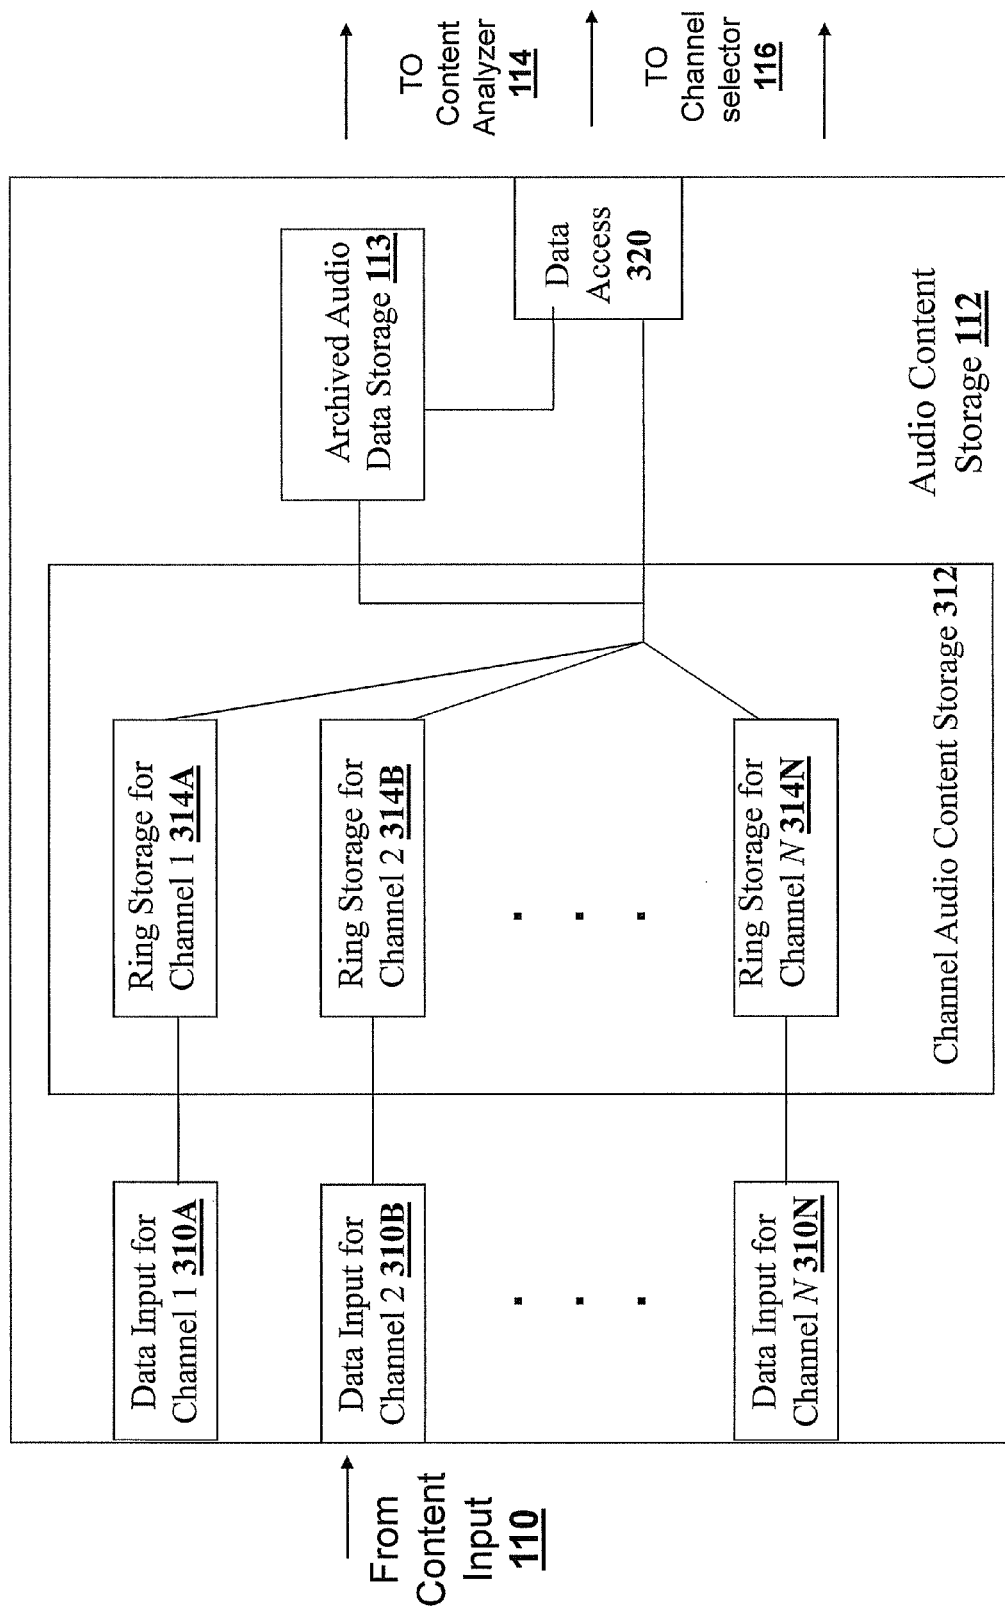 From
Content
Input
110
Data Input for
Channel 1 310A
Data Input for
Channel 2 310B
Data Input for
Channel N 310N
Ring Storage for
Channel 1 314A
Ring Storage for
Channel 2 314B
Ring Storage for
Channel N 314N
Channel Audio Content Storage 312
Archived Audio
Data Storage 113
Data
Access
320
Audio Content
Storage 112
TO
Content
Analyzer
114
TO
Channel
selector
116